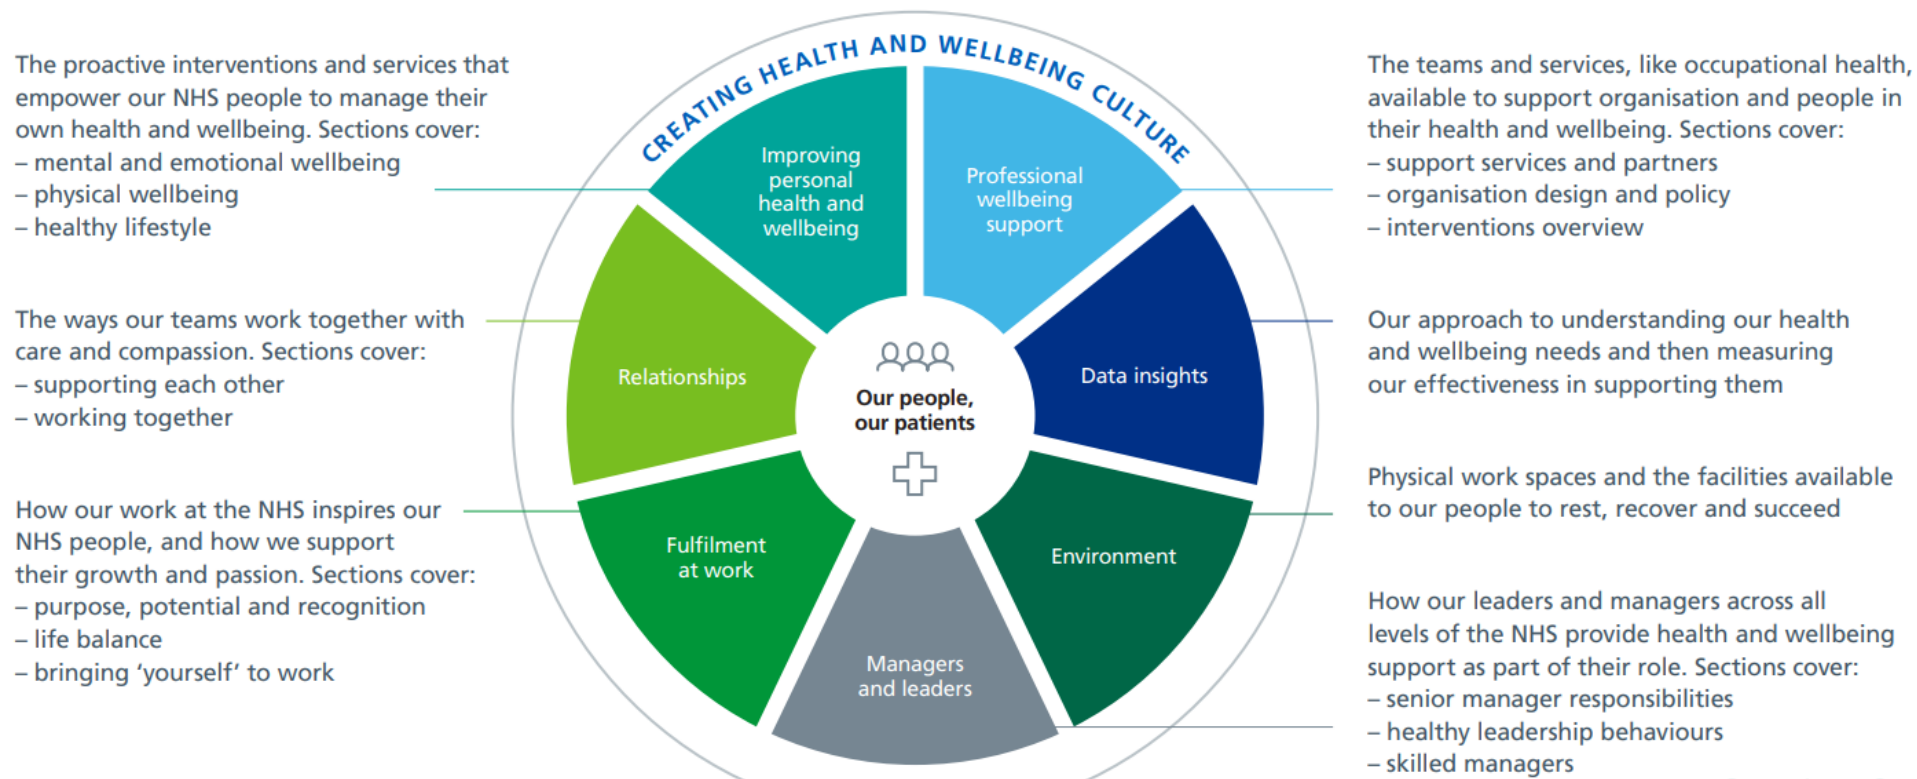 CREATING HEALTH AND WELLBEING CULTURE
The proactive interventions and services that
empower our NHS people to manage their
own health and wellbeing. Sections cover:
– mental and emotional wellbeing
– physical wellbeing
– healthy lifestyle
The ways our teams work together with
care and compassion. Sections cover:
– supporting each other
– working together
How our work at the NHS inspires our
NHS people, and how we support
their growth and passion. Sections cover:
– purpose, potential and recognition
– life balance
– bringing ‘yourself’ to work
Improving
personal
health and
wellbeing
Professional
wellbeing
support
Relationships
Data insights
Our people,
our patients
Fulfilment
at work
Environment
Managers
and leaders
The teams and services, like occupational health,
available to support organisation and people in
their health and wellbeing. Sections cover:
– support services and partners
– organisation design and policy
– interventions overview
Our approach to understanding our health
and wellbeing needs and then measuring
our effectiveness in supporting them
Physical work spaces and the facilities available
to our people to rest, recover and succeed
How our leaders and managers across all
levels of the NHS provide health and wellbeing
support as part of their role. Sections cover:
– senior manager responsibilities
– healthy leadership behaviours
– skilled managers